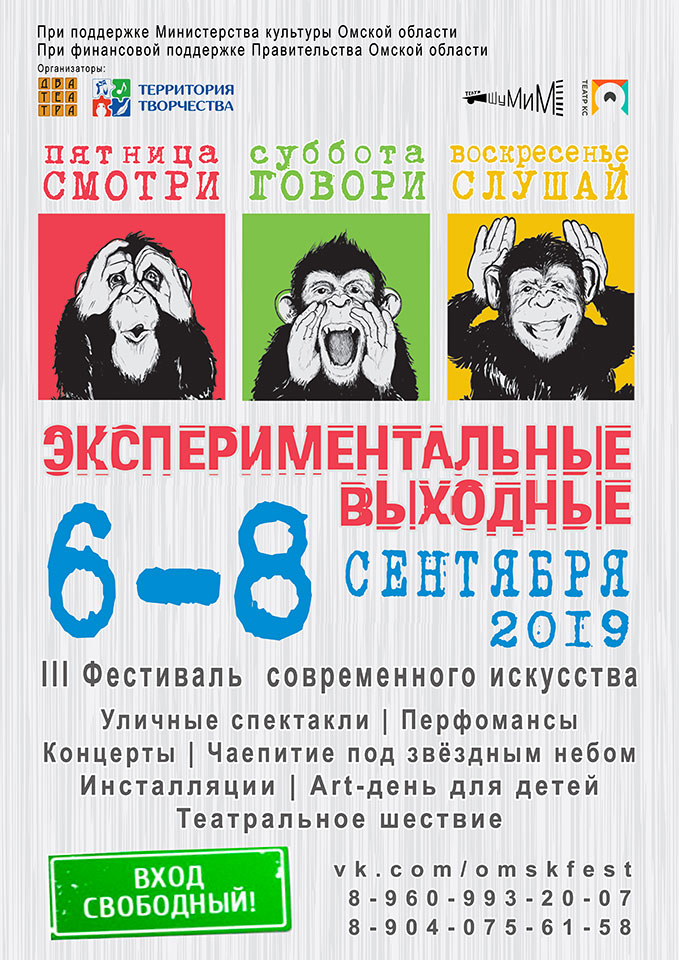 При поддержке Министерства культуры Омской области
При финансовой поддержке Правительства Омской области
Организаторы:
ДВА ТЕАТРА
ТЕРРИТОРИЯ
ТВОРЧЕСТВА
ТЕАТР
ШУМиМ
ТЕАТР КС
пятница
СМОТРИ
суббота
ГОВОРИ
воскресенье
СЛУШАЙ
ЭКСПЕРИМЕНТАЛЬНЫЕ
ВЫХОДНЫЕ
6-8
СЕНТЯБРЯ
2019
III Фестиваль современного искусства
Уличные спектакли | Перфомансы
Концерты | Чаепитие под звёздным небом
Инсталляции | Art-день для детей
Театральное шествие
ВХОД
СВОБОДНЫЙ!
vk.com/omskfest
8-960-993-20-07
8-904-075-61-58